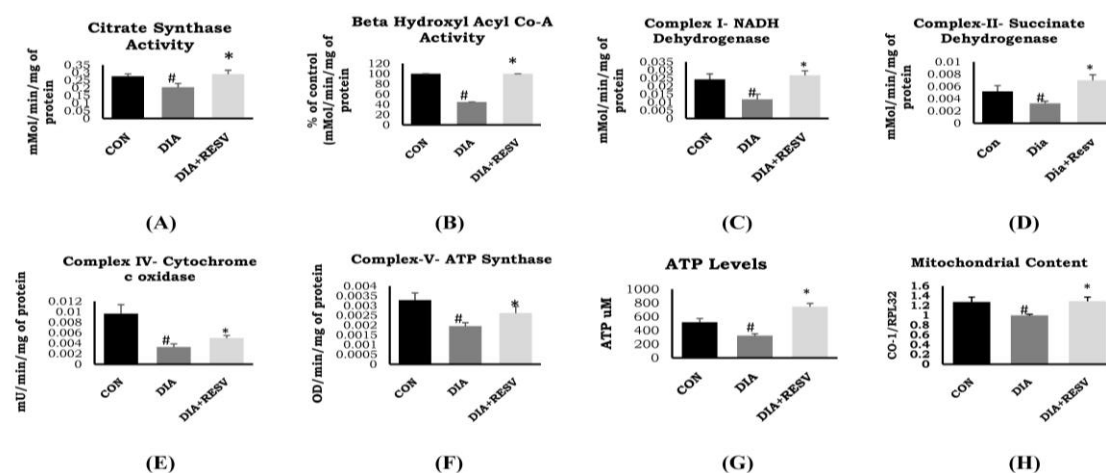 Citrate Synthase
Activity
mMol/min/mg of
protein
0.35
0.3
0.25
0.2
0.15
0.1
0.05
0
#
*
CON
DIA
DIA+RESV
(A)
Beta Hydroxyl Acyl Co-A
Activity
% of control
(mMol/min/mg of
protein
120
100
80
60
40
20
0
#
*
CON
DIA
DIA+RESV
(B)
Complex I- NADH
Dehydrogenase
mMol/min/mg of
protein
0.035
0.03
0.025
0.02
0.015
0.01
0.005
0
#
*
CON
DIA
DIA+RESV
(C)
Complex-II- Succinate
Dehydrogenase
mMol/min/mg of
protein
0.01
0.008
0.006
0.004
0.002
0
#
*
Con
Dia
Dia+Resv
(D)
Complex IV- Cytochrome
c oxidase
mU/min/mg of protein
0.012
0.01
0.008
0.006
0.004
0.002
0
#
*
CON
DIA
DIA+RESV
(E)
Complex-V- ATP Synthase
OD/min/mg of protein
0.004
0.0035
0.003
0.0025
0.002
0.0015
0.001
0.0005
0
#
*
CON
DIA
DIA+RESV
(F)
ATP Levels
ATP uM
1000
800
600
400
200
0
#
*
CON
DIA
DIA+RESV
(G)
Mitochondrial Content
CO-1/RPL32
1.6
1.4
1.2
1
0.8
0.6
0.4
0.2
0
#
*
CON
DIA
DIA+RESV
(H)